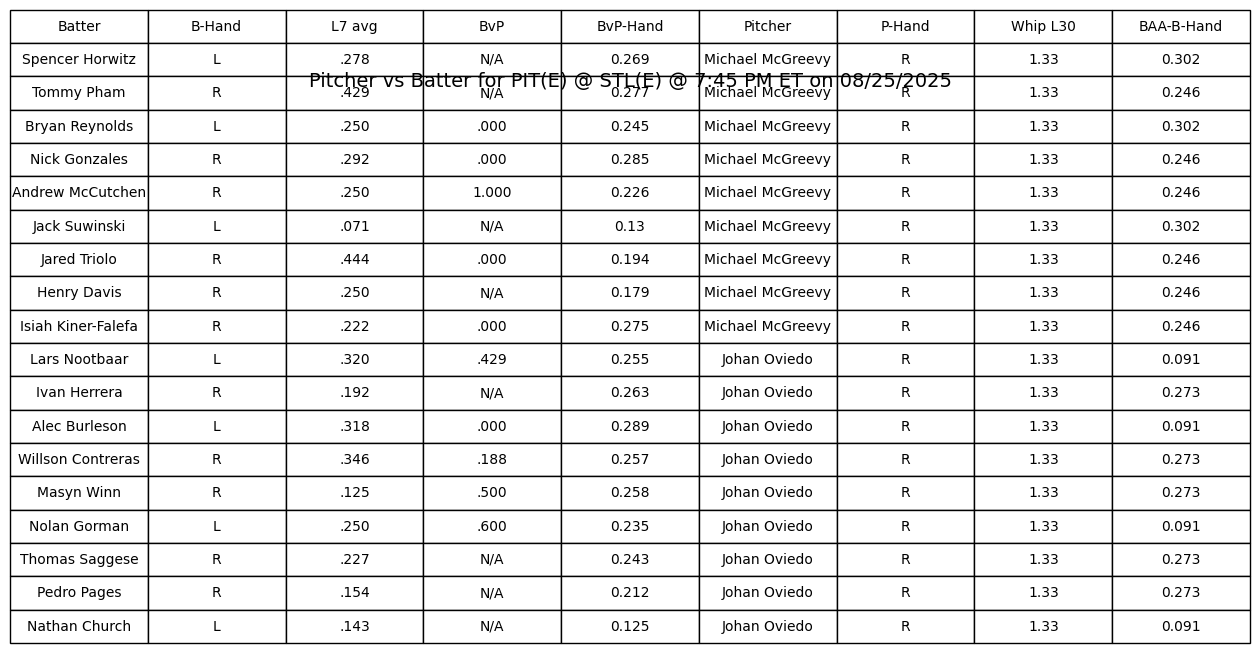 Batter B-Hand L7 avg BvP BvP-Hand Pitcher P-Hand Whip L30 BAA-B-Hand
Spencer Horwitz L .278 N/A 0.269 Michael McGreevy R 1.33 0.302
Pitcher vs Batter for PIT(E) @ STL(E) @ 7:45 PM ET on 08/25/2025
Tommy Pham R .429 N/A 0.277 Michael McGreevy R 1.33 0.246
Bryan Reynolds L .250 .000 0.245 Michael McGreevy R 1.33 0.302
Nick Gonzales R .292 .000 0.285 Michael McGreevy R 1.33 0.246
Andrew McCutchen R .250 1.000 0.226 Michael McGreevy R 1.33 0.246
Jack Suwinski L .071 N/A 0.13 Michael McGreevy R 1.33 0.302
Jared Triolo R .444 .000 0.194 Michael McGreevy R 1.33 0.246
Henry Davis R .250 N/A 0.179 Michael McGreevy R 1.33 0.246
Isiah Kiner-Falefa R .222 .000 0.275 Michael McGreevy R 1.33 0.246
Lars Nootbaar L .320 .429 0.255 Johan Oviedo R 1.33 0.091
Ivan Herrera R .192 N/A 0.263 Johan Oviedo R 1.33 0.273
Alec Burleson L .318 .000 0.289 Johan Oviedo R 1.33 0.091
Willson Contreras R .346 .188 0.257 Johan Oviedo R 1.33 0.273
Masyn Winn R .125 .500 0.258 Johan Oviedo R 1.33 0.273
Nolan Gorman L .250 .600 0.235 Johan Oviedo R 1.33 0.091
Thomas Saggese R .227 N/A 0.243 Johan Oviedo R 1.33 0.273
Pedro Pages R .154 N/A 0.212 Johan Oviedo R 1.33 0.273
Nathan Church L .143 N/A 0.125 Johan Oviedo R 1.33 0.091